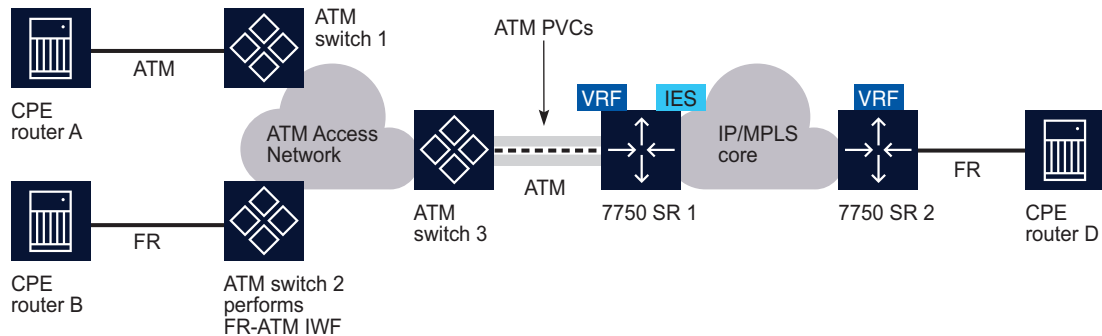 ATM
switch 1
ATM PVCs
ATM
CPE
router A
VRF
IES
VRF
ATM Access
Network
IP/MPLS
core
ATM
FR
ATM
switch 3
7750 SR 1
7750 SR 2
CPE
router D
FR
CPE
router B
ATM switch 2
performs
FR-ATM IWF